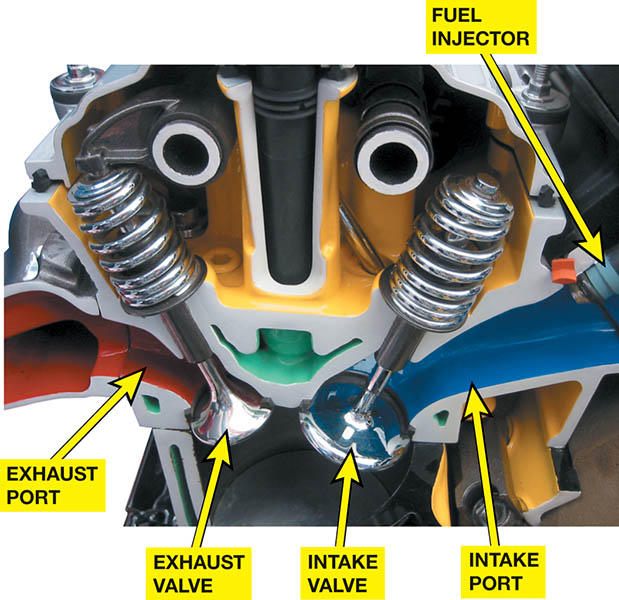 FUEL
INJECTOR
EXHAUST
PORT
EXHAUST
VALVE
INTAKE
VALVE
INTAKE
PORT